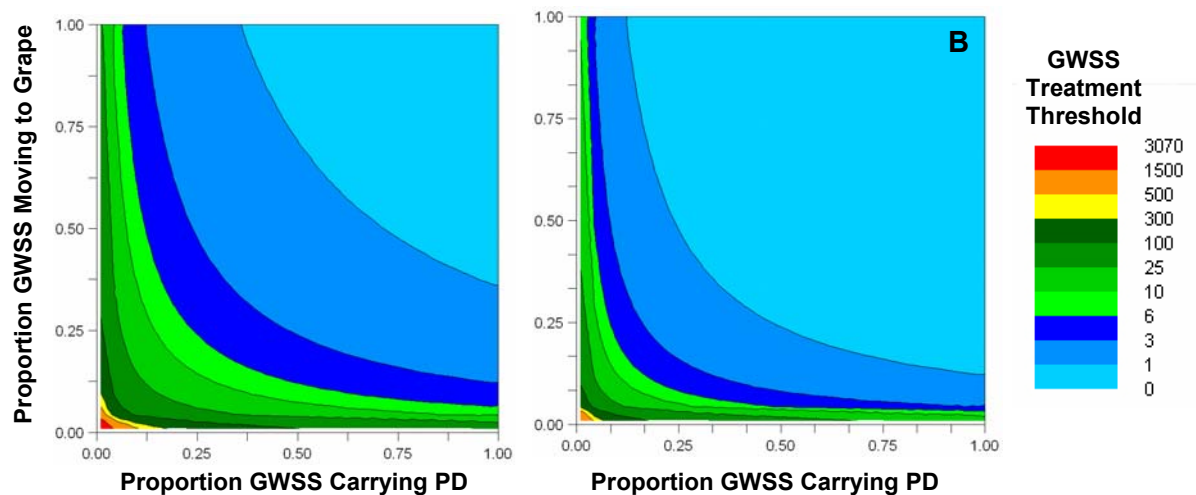 Proportion GWSS Moving to Grape
1.00
0.75
0.50
0.25
0.00
0.00 0.25 0.50 0.75 1.00
Proportion GWSS Carrying PD
B
1.00
0.75
0.50
0.25
0.00
0.00 0.25 0.50 0.75 1.00
Proportion GWSS Carrying PD
GWSS
Treatment
Threshold
3070
1500
500
300
100
25
10
6
3
1
0